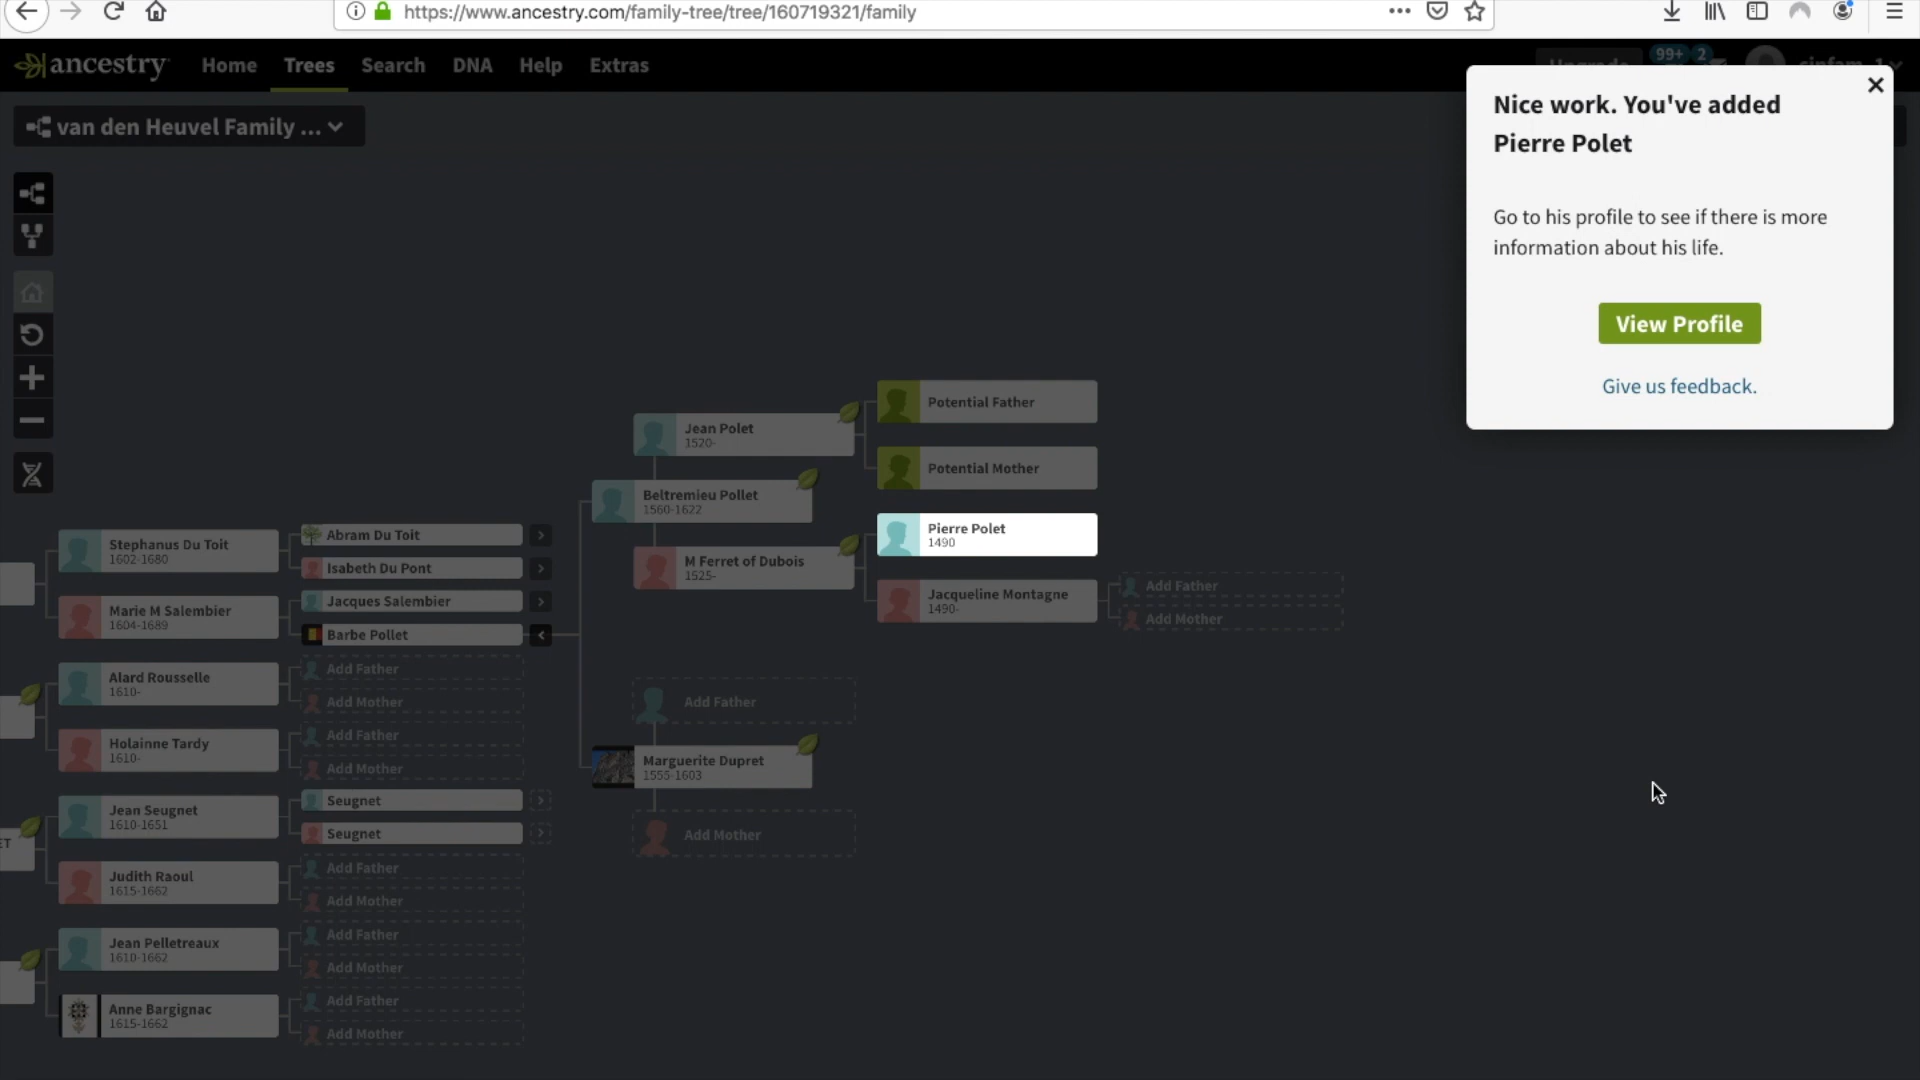 https://www.ancestry.com/family-tree/tree/160719321/family
ancestry
Home
Trees
Search
DNA
Help
Extras
99+
2
van den Heuvel Family ...
Nice work. You've added
Pierre Polet
Go to his profile to see if there is more
information about his life.
View Profile
Give us feedback.
Potential Father
Jean Polet
1520-
Potential Mother
Beltremieu Pollet
1560-1622
Pierre Polet
1490
M Ferret of Dubois
1525-
Jacqueline Montagne
1490-
Add Father
Add Mother
Stephanus Du Toit
1602-1680
Abram Du Toit
Isabeth Du Pont
Marie M Salembier
1604-1689
Jacques Salembier
Barbe Pollet
Alard Rousselle
1610-
Add Father
Add Mother
Holainne Tardy
1610-
Add Father
Add Mother
Add Father
Marguerite Dupret
1555-1603
Add Mother
Jean Seugnet
1610-1651
Seugnet
Seugnet
ET
Judith Raoul
1615-1662
Add Father
Add Mother
Jean Pelletreaux
1610-1662
Add Father
Add Mother
Anne Bargignac
1615-1662
Add Father
Add Mother